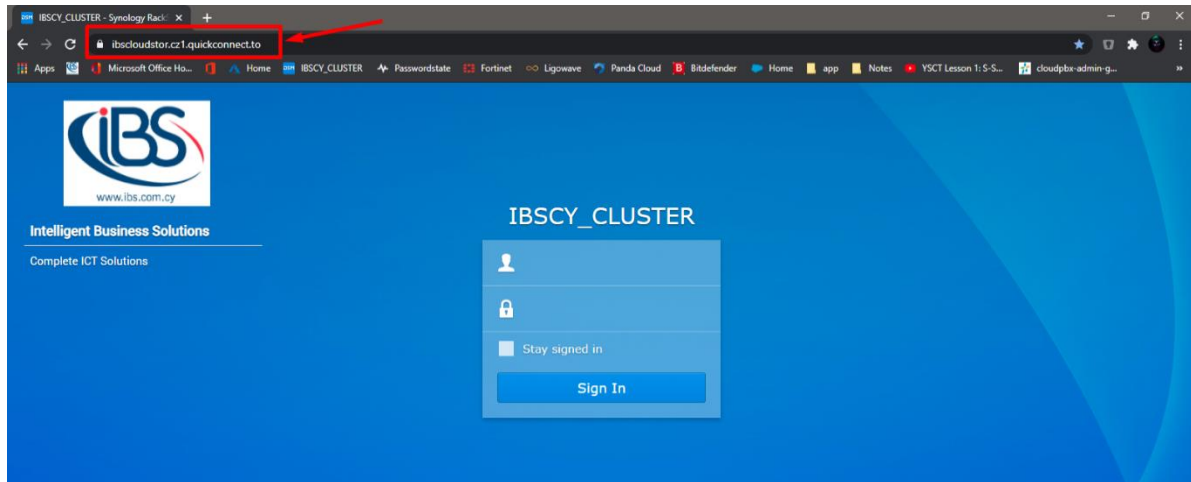 IBSCY_CLUSTER - Synology Rack
ibscloudstor.cz1.quickconnect.to
Apps Microsoft Office Ho... Home DSM IBSCY_CLUSTER Passwordstate Fortinet Ligowave Panda Cloud B Bitdefender Home app Notes YSCT Lesson 1: S-S... cloudpbx-admin-g... »
iBS
www.ibs.com.cy
Intelligent Business Solutions
Complete ICT Solutions
IBSCY_CLUSTER
Stay signed in
Sign In